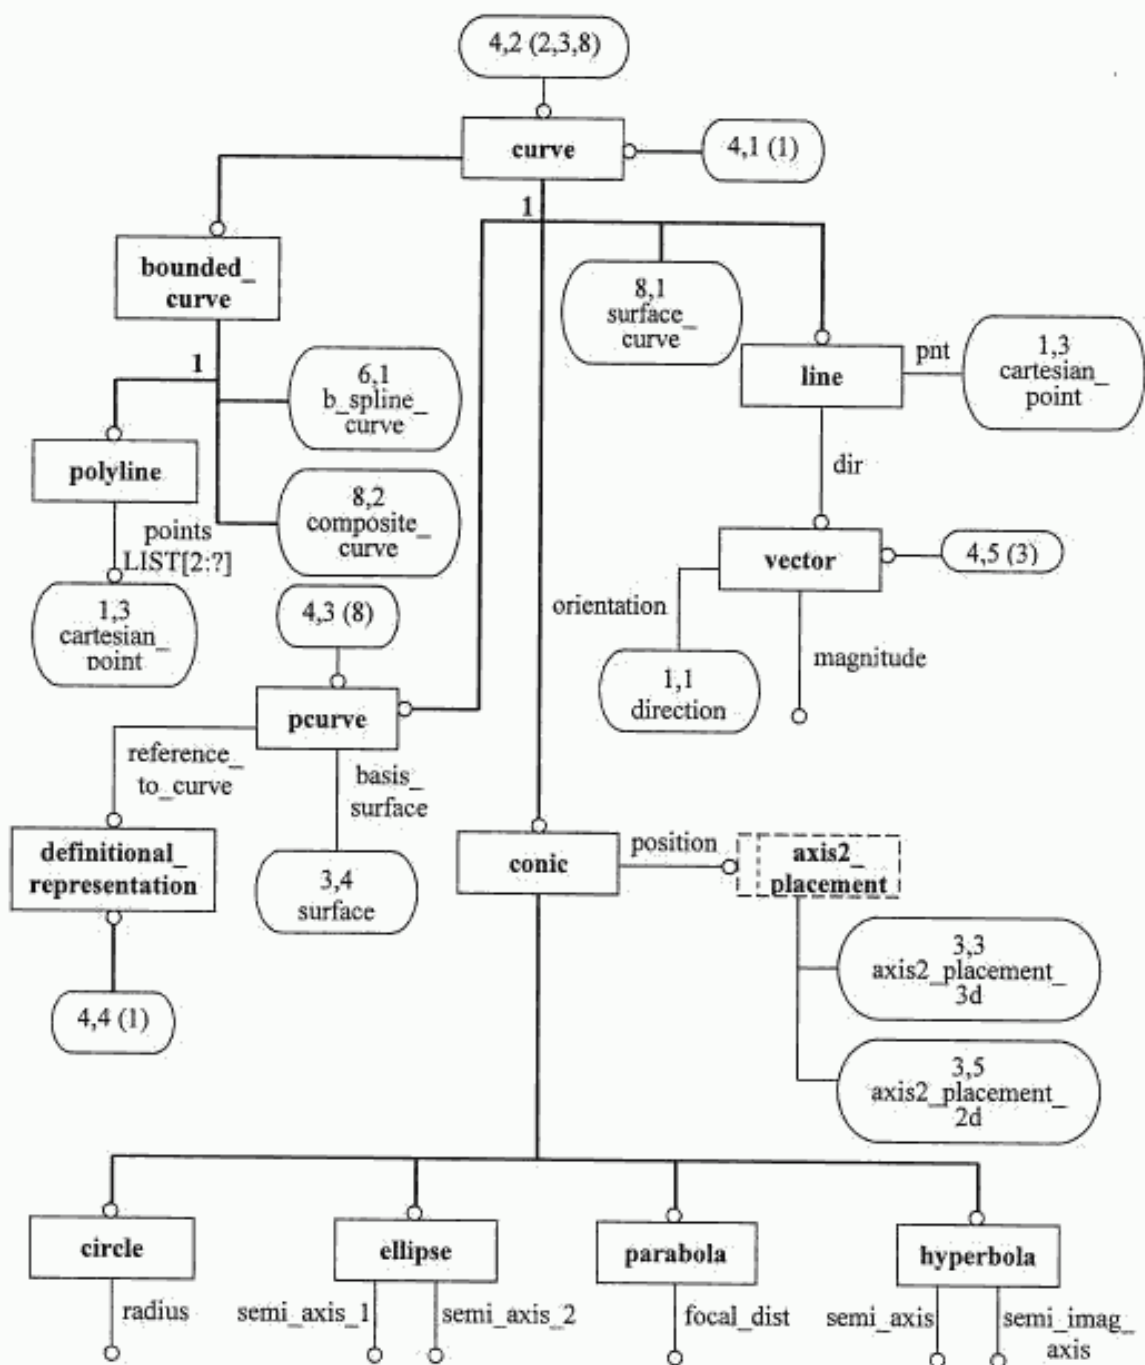 4,2 (2,3,8)
curve
4,1 (1)
1
bounded_
curve
8,1
surface_
curve
line
pnt
1,3
cartesian_
point
1
6,1
b_spline_
curve
polyline
dir
8,2
composite_
curve
points
LIST[2:?]
vector
4,5 (3)
1,3
cartesian_
point
4,3 (8)
orientation
magnitude
1,1
direction
pcurve
reference_
to_curve
basis_
surface
definitional_
representation
3,4
surface
conic
position
axis2_
placement
3,3
axis2_placement_
3d
4,4 (1)
3,5
axis2_placement_
2d
circle
ellipse
parabola
hyperbola
radius
semi_axis_1
semi_axis_2
focal_dist
semi_axis
semi_imag_
axis